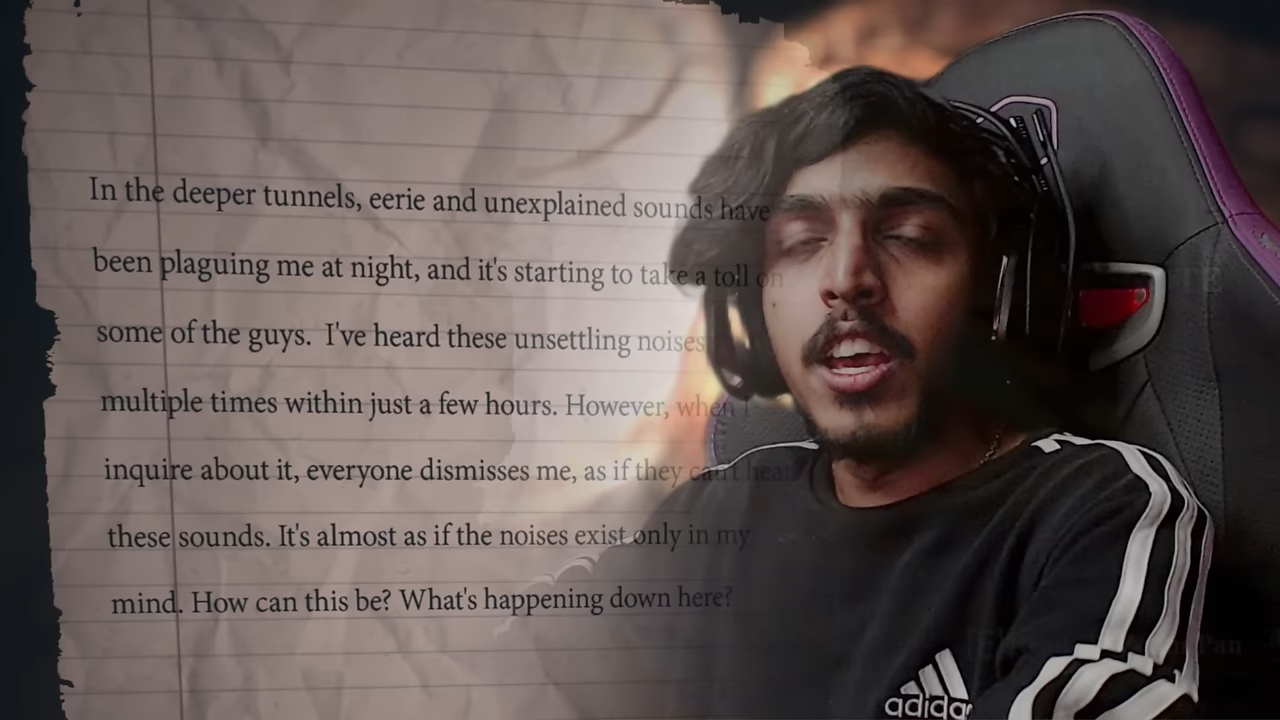 In the deeper tunnels, eerie and unexplained sounds have
been plaguing me at night, and it's starting to take a toll on
some of the guys.  I've heard these unsettling noises
multiple times within just a few hours. However, when I
inquire about it, everyone dismisses me, as if they can't hear
these sounds. It's almost as if the noises exist only in my
mind. How can this be? What's happening down here?
adidas